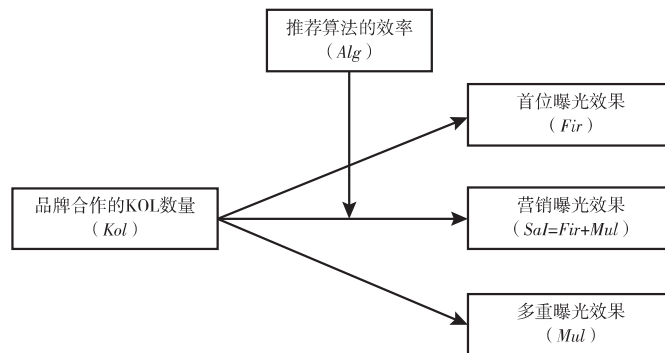 推荐算法的效率
（Alg）
首位曝光效果
（Fir）
品牌合作的KOL数量
（Kol）
营销曝光效果
（SaI=Fir+Mul）
多重曝光效果
（Mul）